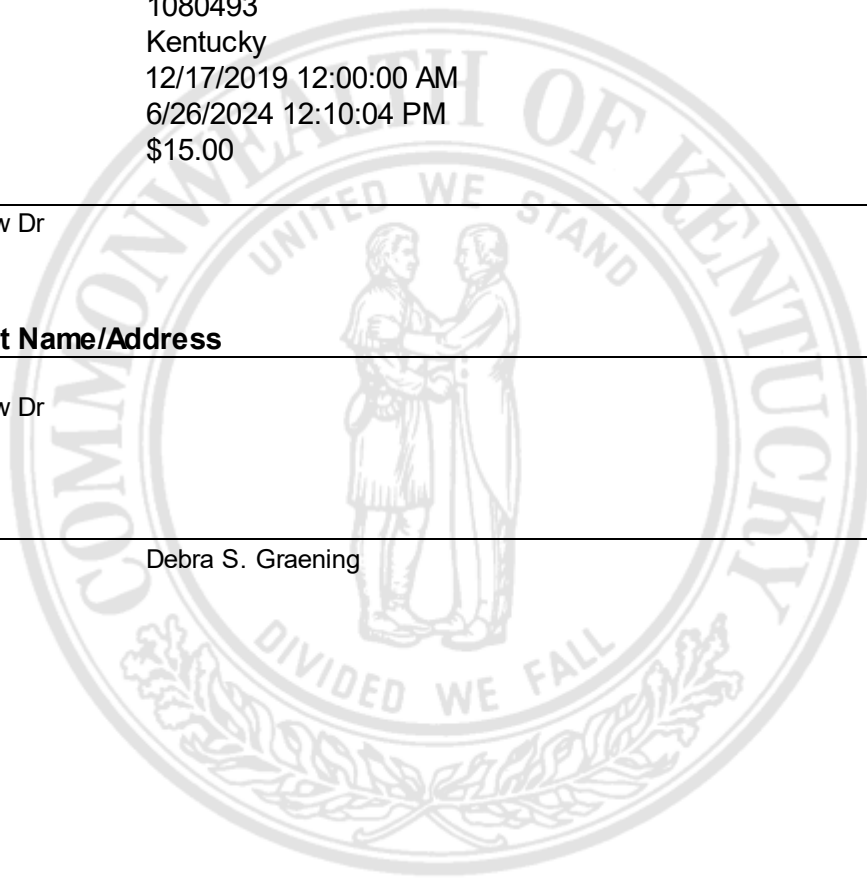 1080493
Kentucky
12/17/2019 12:00:00 AM
6/26/2024 12:10:04 PM
$15.00
w Dr
t Name/Address
w Dr
Debra S. Graening
COMMONWEALTH OF KENTUCKY
UNITED WE STAND
DIVIDED WE FALL